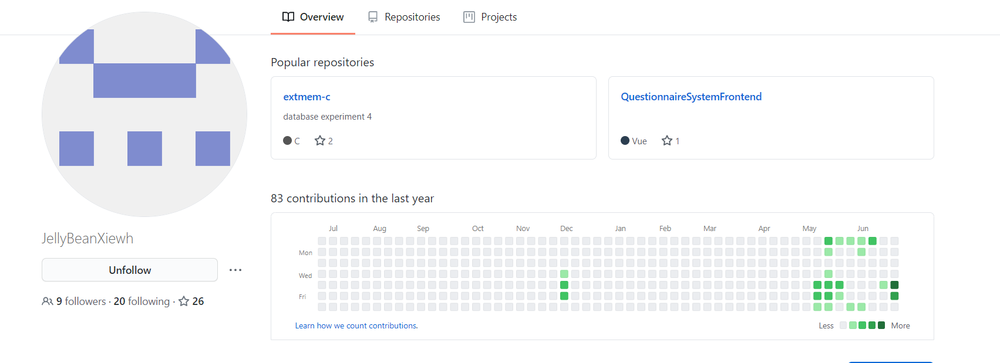 Overview Repositories Projects
Popular repositories
extmem-c
database experiment 4
C 2
QuestionnaireSystemFrontend
Vue 1
JellyBeanXiewh
Unfollow
9 followers · 20 following · 26
83 contributions in the last year
Jul Aug Sep Oct Nov Dec Jan Feb Mar Apr May Jun
Mon
Wed
Fri
Learn how we count contributions.
Less More